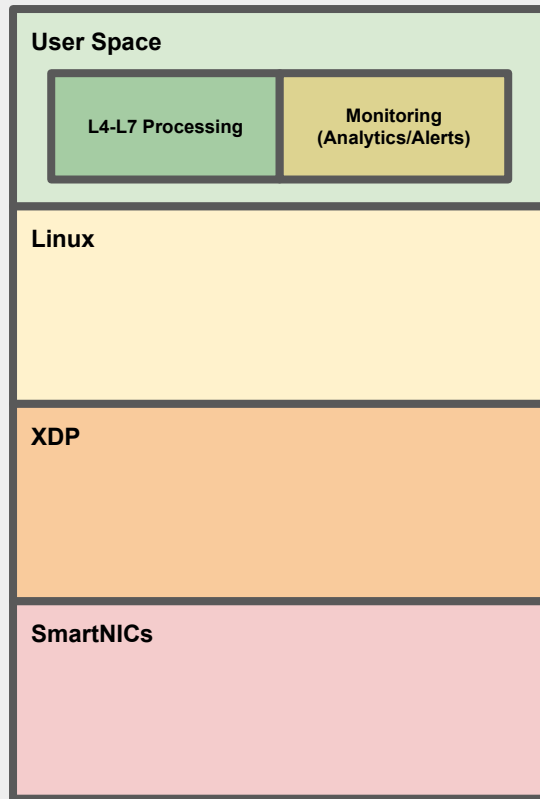 User Space
L4-L7 Processing
Monitoring
(Analytics/Alerts)
Linux
XDP
SmartNICs